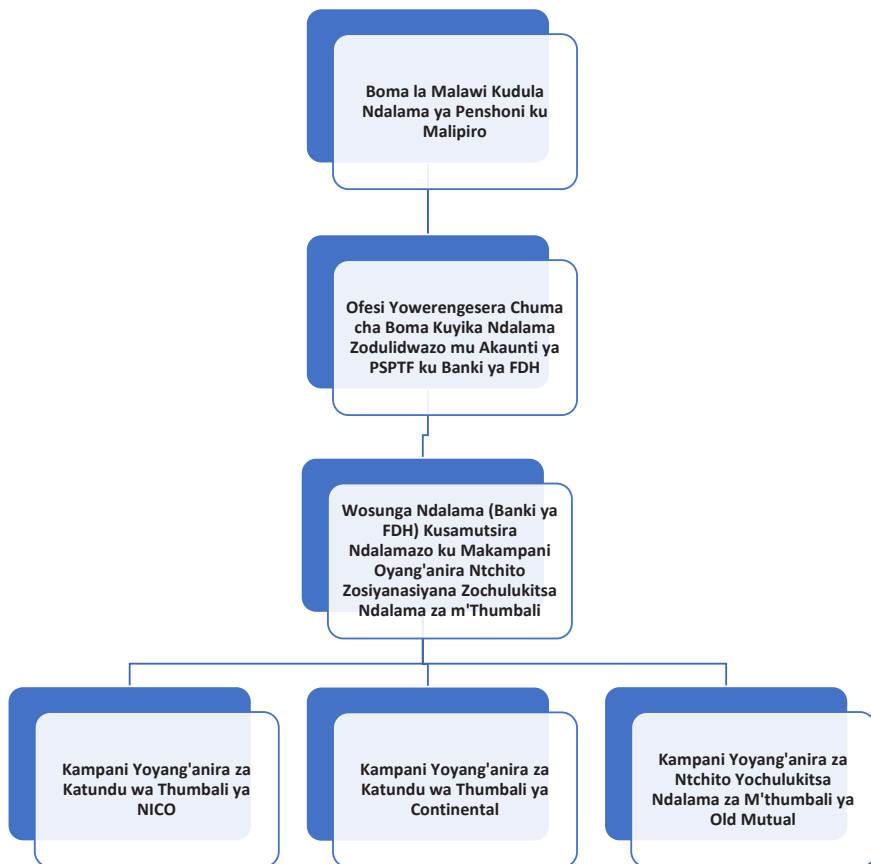 Boma la Malawi Kudula
Ndalama ya Penshoni ku
Malipiro
Ofesi Yowerengesera Chuma
cha Boma Kuyika Ndalama
Zodulidwazo mu Akaunti ya
PSPTF ku Banki ya FDH
Wosunga Ndalama (Banki ya
FDH) Kusamutsira
Ndalamazo ku Makampani
Oyang'anira Ntchito
Zosiyanasiyana Zochulukitsa
Ndalama za m'Thumbali
Kampani Yoyang'anira za
Katundu wa Thumbali ya
NICO
Kampani Yoyang'anira za
Katundu wa Thumbali ya
Continental
Kampani Yoyang'anira za
Ntchito Yochulukitsa
Ndalama za M'thumbali ya
Old Mutual